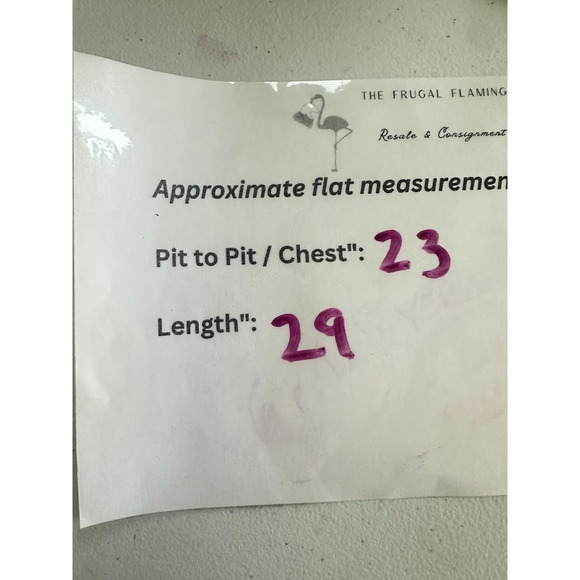 THE FRUGAL FLAMING
Resale & Consignment
Approximate flat measuremen
Pit to Pit / Chest": 23
Length": 29